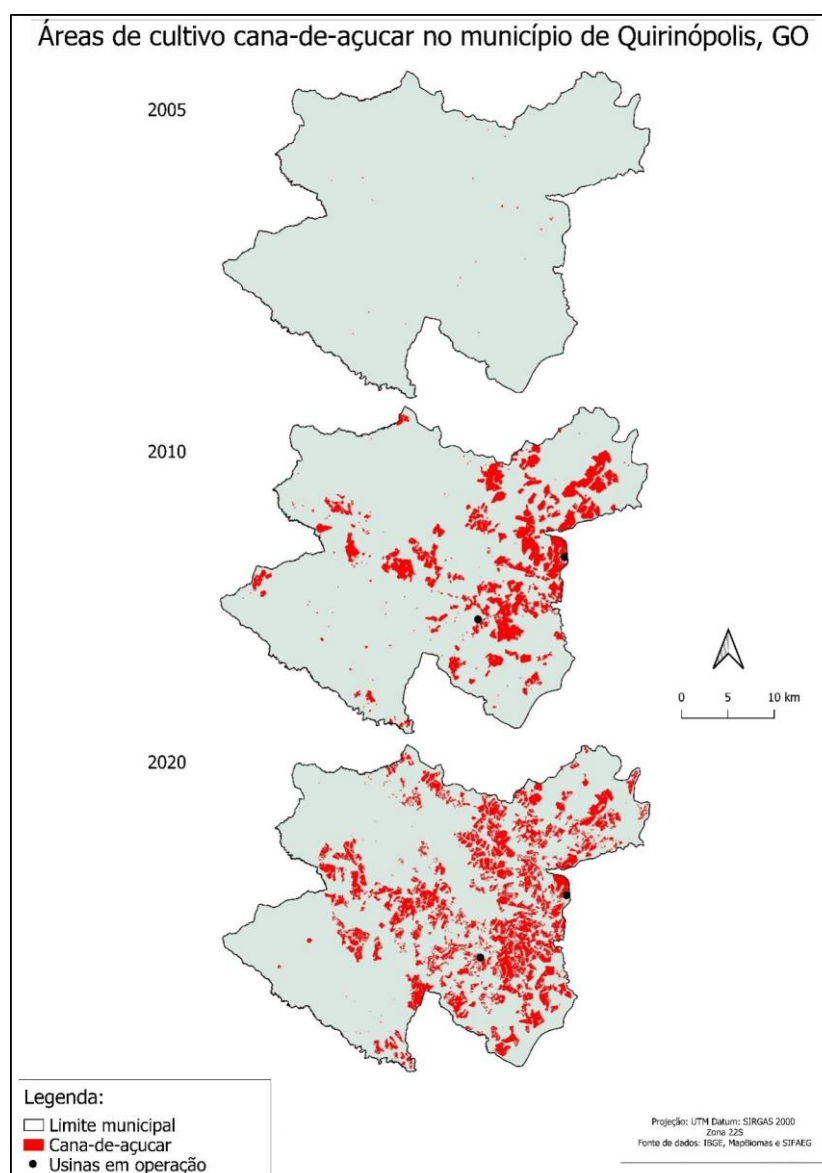 Áreas de cultivo cana-de-açucar no município de Quirinópolis, GO
2005
2010
0 5 10 km
2020
Legenda:
Limite municipal
Cana-de-açucar
Usinas em operação
Projeção: UTM Datum: SIRGAS 2000
Zona 22S
Fonte de dados: IBGE, MapBiomas e SIFAEG